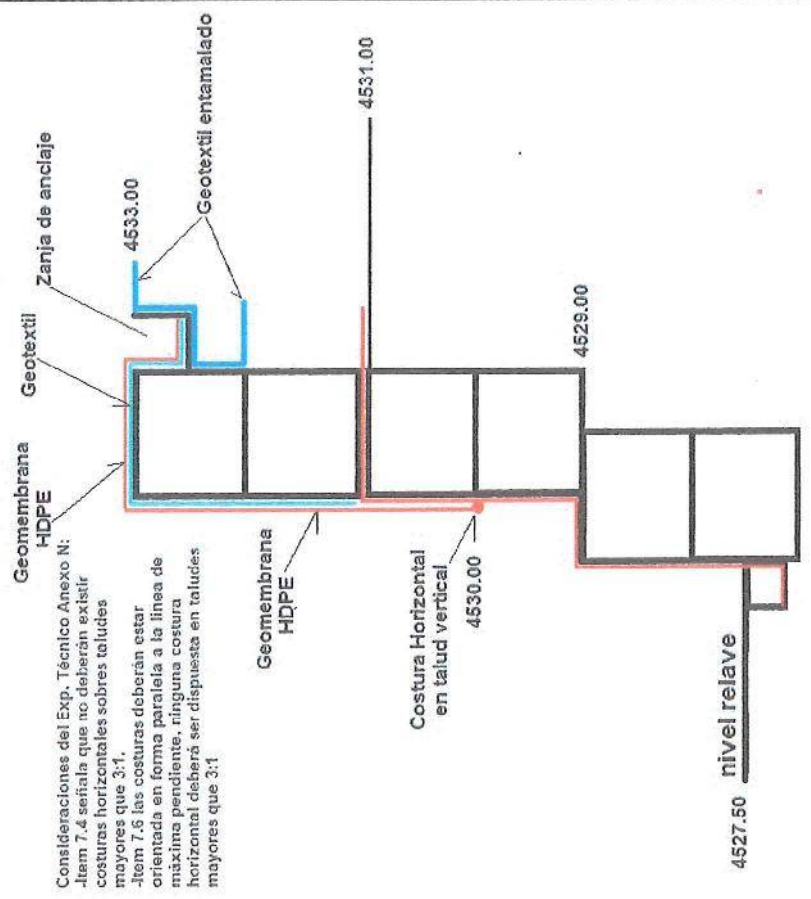 Geomembrana
HDPE
Geotextil
Zanja de anclaje
4533.00
Geotextil entamalado
Consideraciones del Exp. Técnico Anexo N:
-Item 7.4 señala que no deberán existir
costuras horizontales sobre taludes
mayores que 3:1.
-Item 7.6 las costuras deberán estar
orientada en forma paralela a la línea de
máxima pendiente, ninguna costura
horizontal deberá ser dispuesta en taludes
mayores que 3:1
Geomembrana
HDPE
4531.00
Costura Horizontal
en talud vertical
4530.00
4529.00
nivel relave
4527.50